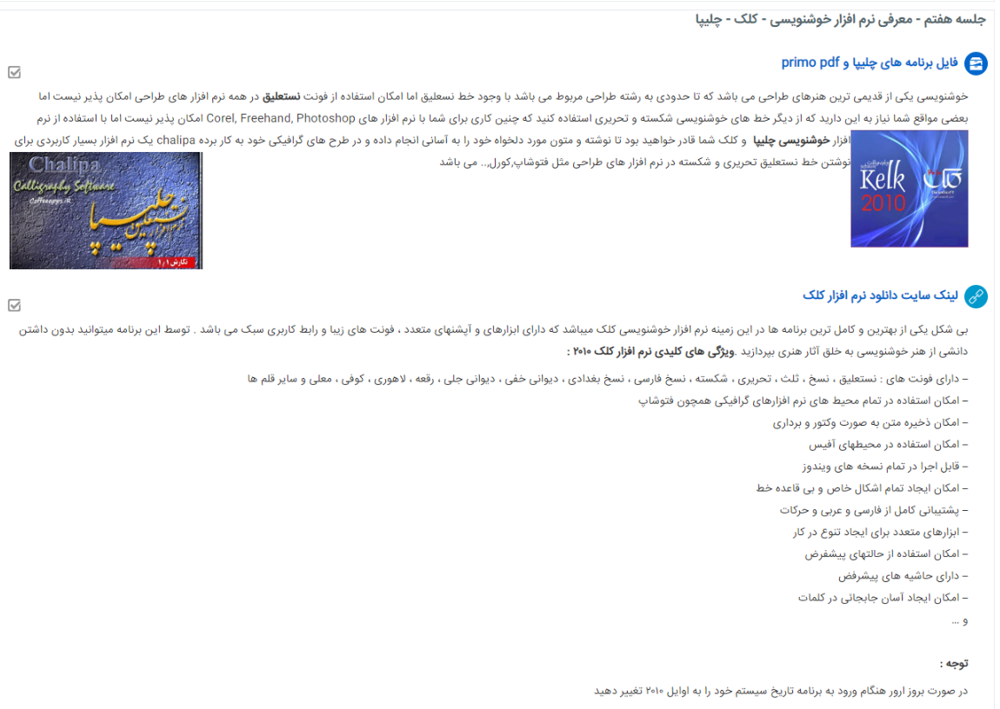 جلسه هفتم - معرفی نرم افزار خوشنویسی - کلک - چلیپا
فایل برنامه های چلیپا و primo pdf
خوشنویسی یکی از قدیمی ترین هنرهای طراحی می باشد که تا حدودی به رشته طراحی مربوط می باشد با وجود خط نسعلیق اما امکان استفاده از فونت نستعلیق در همه نرم افزار های طراحی امکان پذیر نیست اما
بعضی مواقع شما نیاز به این دارید که از دیگر خط های خوشنویسی شکسته و تحریری استفاده کنید که چنین کاری برای شما با نرم افزار های Corel, Freehand, Photoshop امکان پذیر نیست اما با استفاده از نرم
افزار خوشنویسی چلیپا و کلک شما قادر خواهید بود تا نوشته و متون مورد دلخواه خود را به آسانی انجام داده و در طرح های گرافیکی خود به کار برده chalipa یک نرم افزار بسیار کاربردی برای
نوشتن خط نستعلیق تحریری و شکسته در نرم افزار های طراحی مثل فتوشاپ,کورل,.. می باشد
Kelk
2010
کلک
Chalipa
Calligraphy Software
Coffeeapps.iR
نرم افزار نستعلیق
چلیپا
نگارش ۱٫۱
لینک سایت دانلود نرم افزار کلک
بی شکل یکی از بهترین و کامل ترین برنامه ها در این زمینه نرم افزار خوشنویسی کلک میباشد که دارای ابزارهای و آپشنهای متعدد ، فونت های زیبا و رابط کاربری سبک می باشد . توسط این برنامه میتوانید بدون داشتن
دانشی از هنر خوشنویسی به خلق آثار هنری بپردازید .ویژگی های کلیدی نرم افزار کلک ۲۰۱۰ :
– دارای فونت های : نستعلیق ، نسخ ، ثلث ، تحریری ، شکسته ، نسخ فارسی ، نسخ بغدادی ، دیوانی خفی ، دیوانی جلی ، رقعه ، لاهوری ، کوفی ، معلی و سایر قلم ها
– امکان استفاده در تمام محیط های نرم افزارهای گرافیکی همچون فتوشاپ
– امکان ذخیره متن به صورت وکتور و برداری
– امکان استفاده در محیطهای آفیس
– قابل اجرا در تمام نسخه های ویندوز
– امکان ایجاد تمام اشکال خاص و بی قاعده خط
– پشتیبانی کامل از فارسی و عربی و حرکات
– ابزارهای متعدد برای ایجاد تنوع در کار
– امکان استفاده از حالتهای پیشفرض
– دارای حاشیه های پیشرفض
– امکان ایجاد آسان جابجائی در کلمات
و ...
توجه :
در صورت بروز ارور هنگام ورود به برنامه تاریخ سیستم خود را به اوایل ۲۰۱۰ تغییر دهید